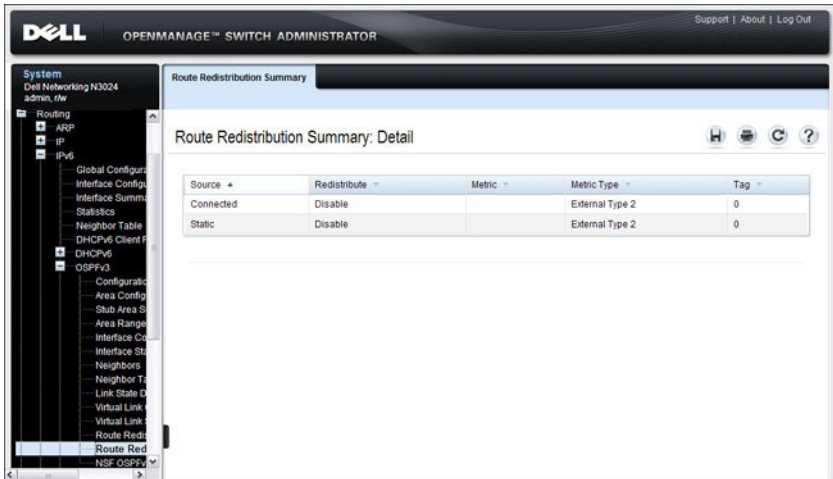 Support | About | Log Out
DELL OPENMANAGE™ SWITCH ADMINISTRATOR
System
Dell Networking N3024
admin, r/w
Routing
ARP
IP
IPv6
Global Configura
Interface Configu
Interface Summa
Statistics
Neighbor Table
DHCPv6 Client F
DHCPv6
OSPFv3
Configuratio
Area Config
Stub Area S
Area Range
Interface Co
Interface Sta
Neighbors
Neighbor Ta
Link State D
Virtual Link
Virtual Link
Route Redis
Route Red
NSF OSPFv
Route Redistribution Summary
Route Redistribution Summary: Detail
Source Redistribute Metric Metric Type Tag
Connected Disable External Type 2 0
Static Disable External Type 2 0